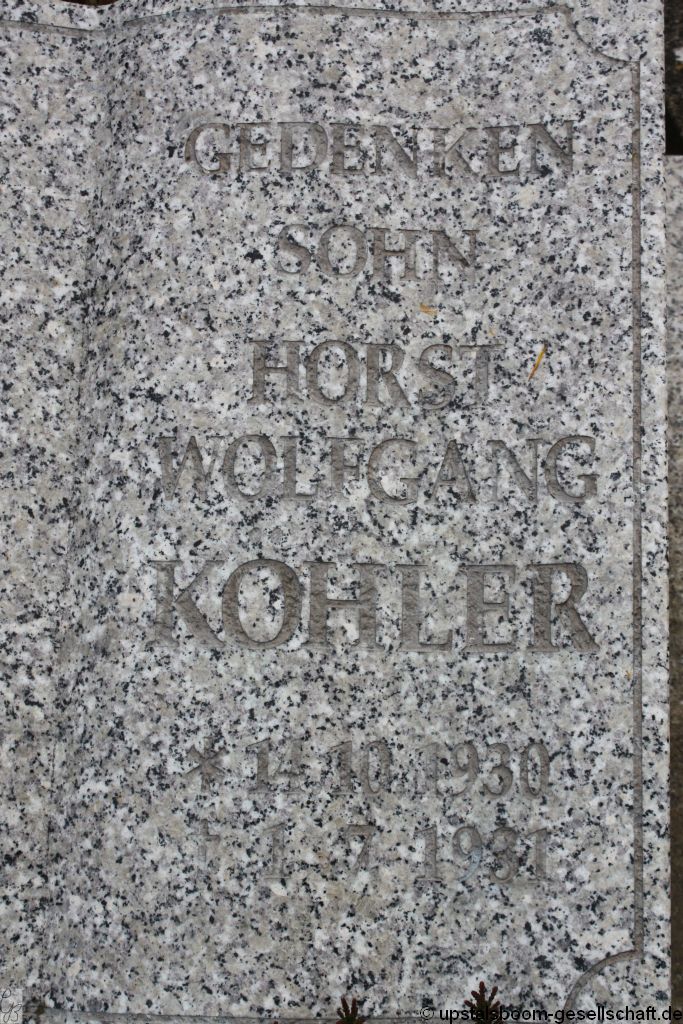 GEDENKEN
SOHN
HORST
WOLFGANG
KOHLER
* 14 10 1930
† 1 7 1931
© upstalsboom-gesellschaft.de